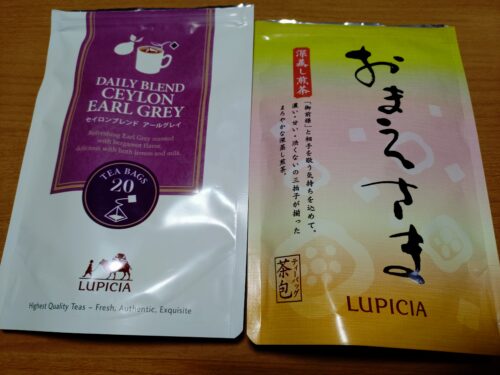 DAILY BLEND
CEYLON
EARL GREY
セイロンブレンド アールグレイ
Refreshing Earl Grey scented
with bergamot flavor,
delicious with both lemon and milk.
TEA BAGS
20
LUPICIA
Highest Quality Teas – Fresh, Authentic, Exquisite
深蒸し煎茶
おまえさま
「御前様」と相手を敬う気持ちを込めて。
濃い・甘い・渋くないの三拍子が揃った
まろやかな深蒸し煎茶。
ティーバッグ
茶包
LUPICIA